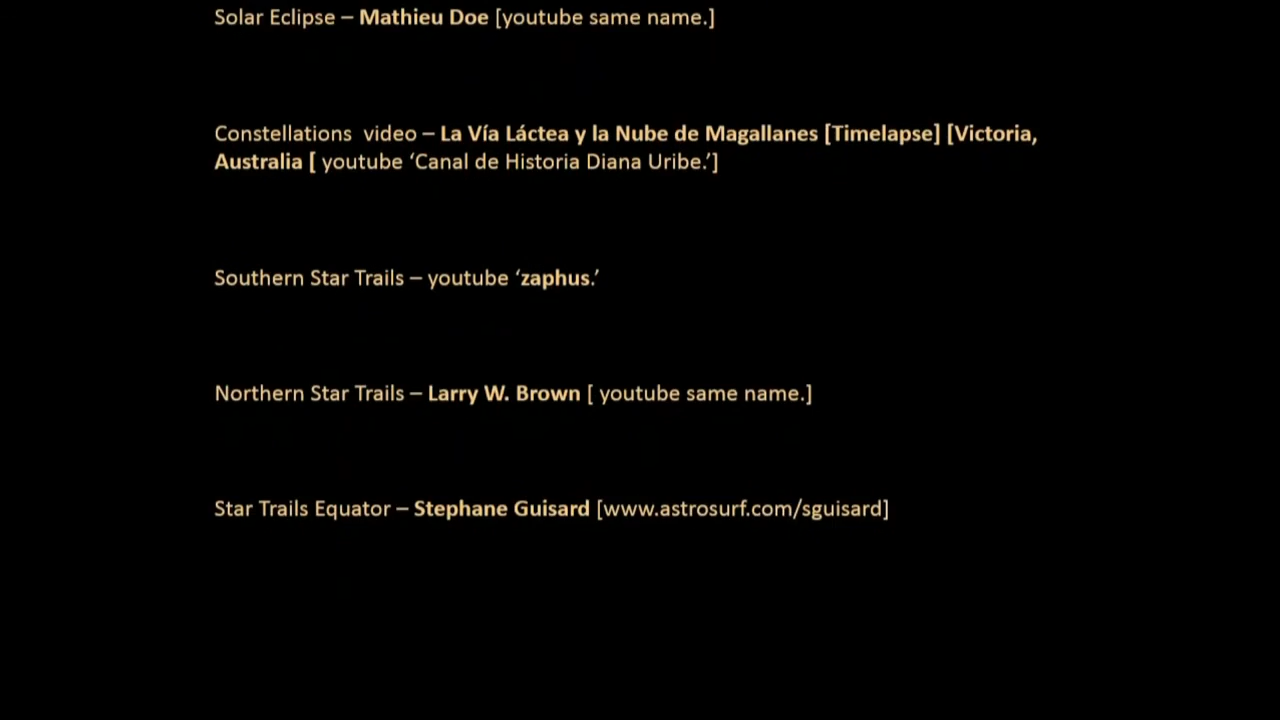 Solar Eclipse – Mathieu Doe [youtube same name.]
Constellations  video – La Vía Láctea y la Nube de Magallanes [Timelapse] [Victoria,
Australia [ youtube ‘Canal de Historia Diana Uribe.’]
Southern Star Trails – youtube ‘zaphus.’
Northern Star Trails – Larry W. Brown [ youtube same name.]
Star Trails Equator – Stephane Guisard [www.astrosurf.com/sguisard]